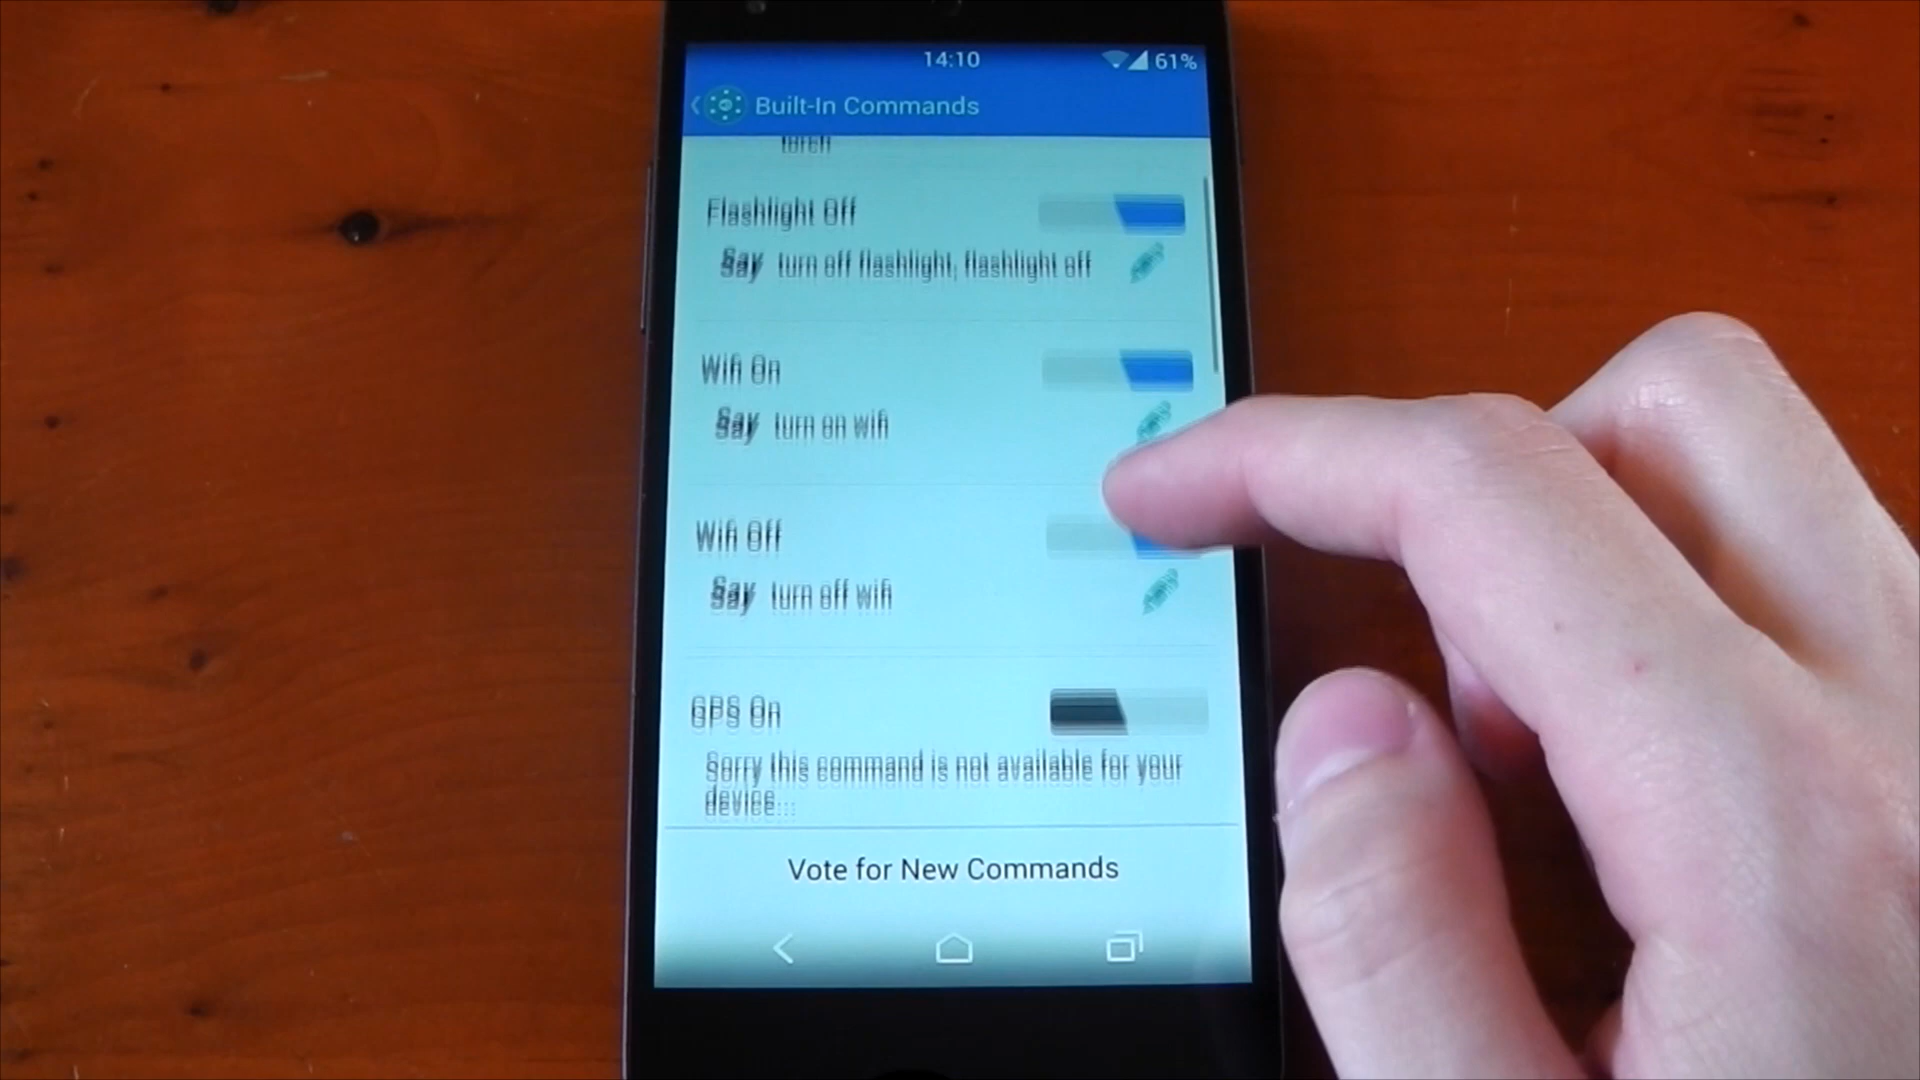 14:10 61%
Built-In Commands
torch
Flashlight Off
Say turn off flashlight, flashlight off
Wifi On
Say turn on wifi
Wifi Off
Say turn off wifi
GPS On
Sorry this command is not available for your
device...
Vote for New Commands